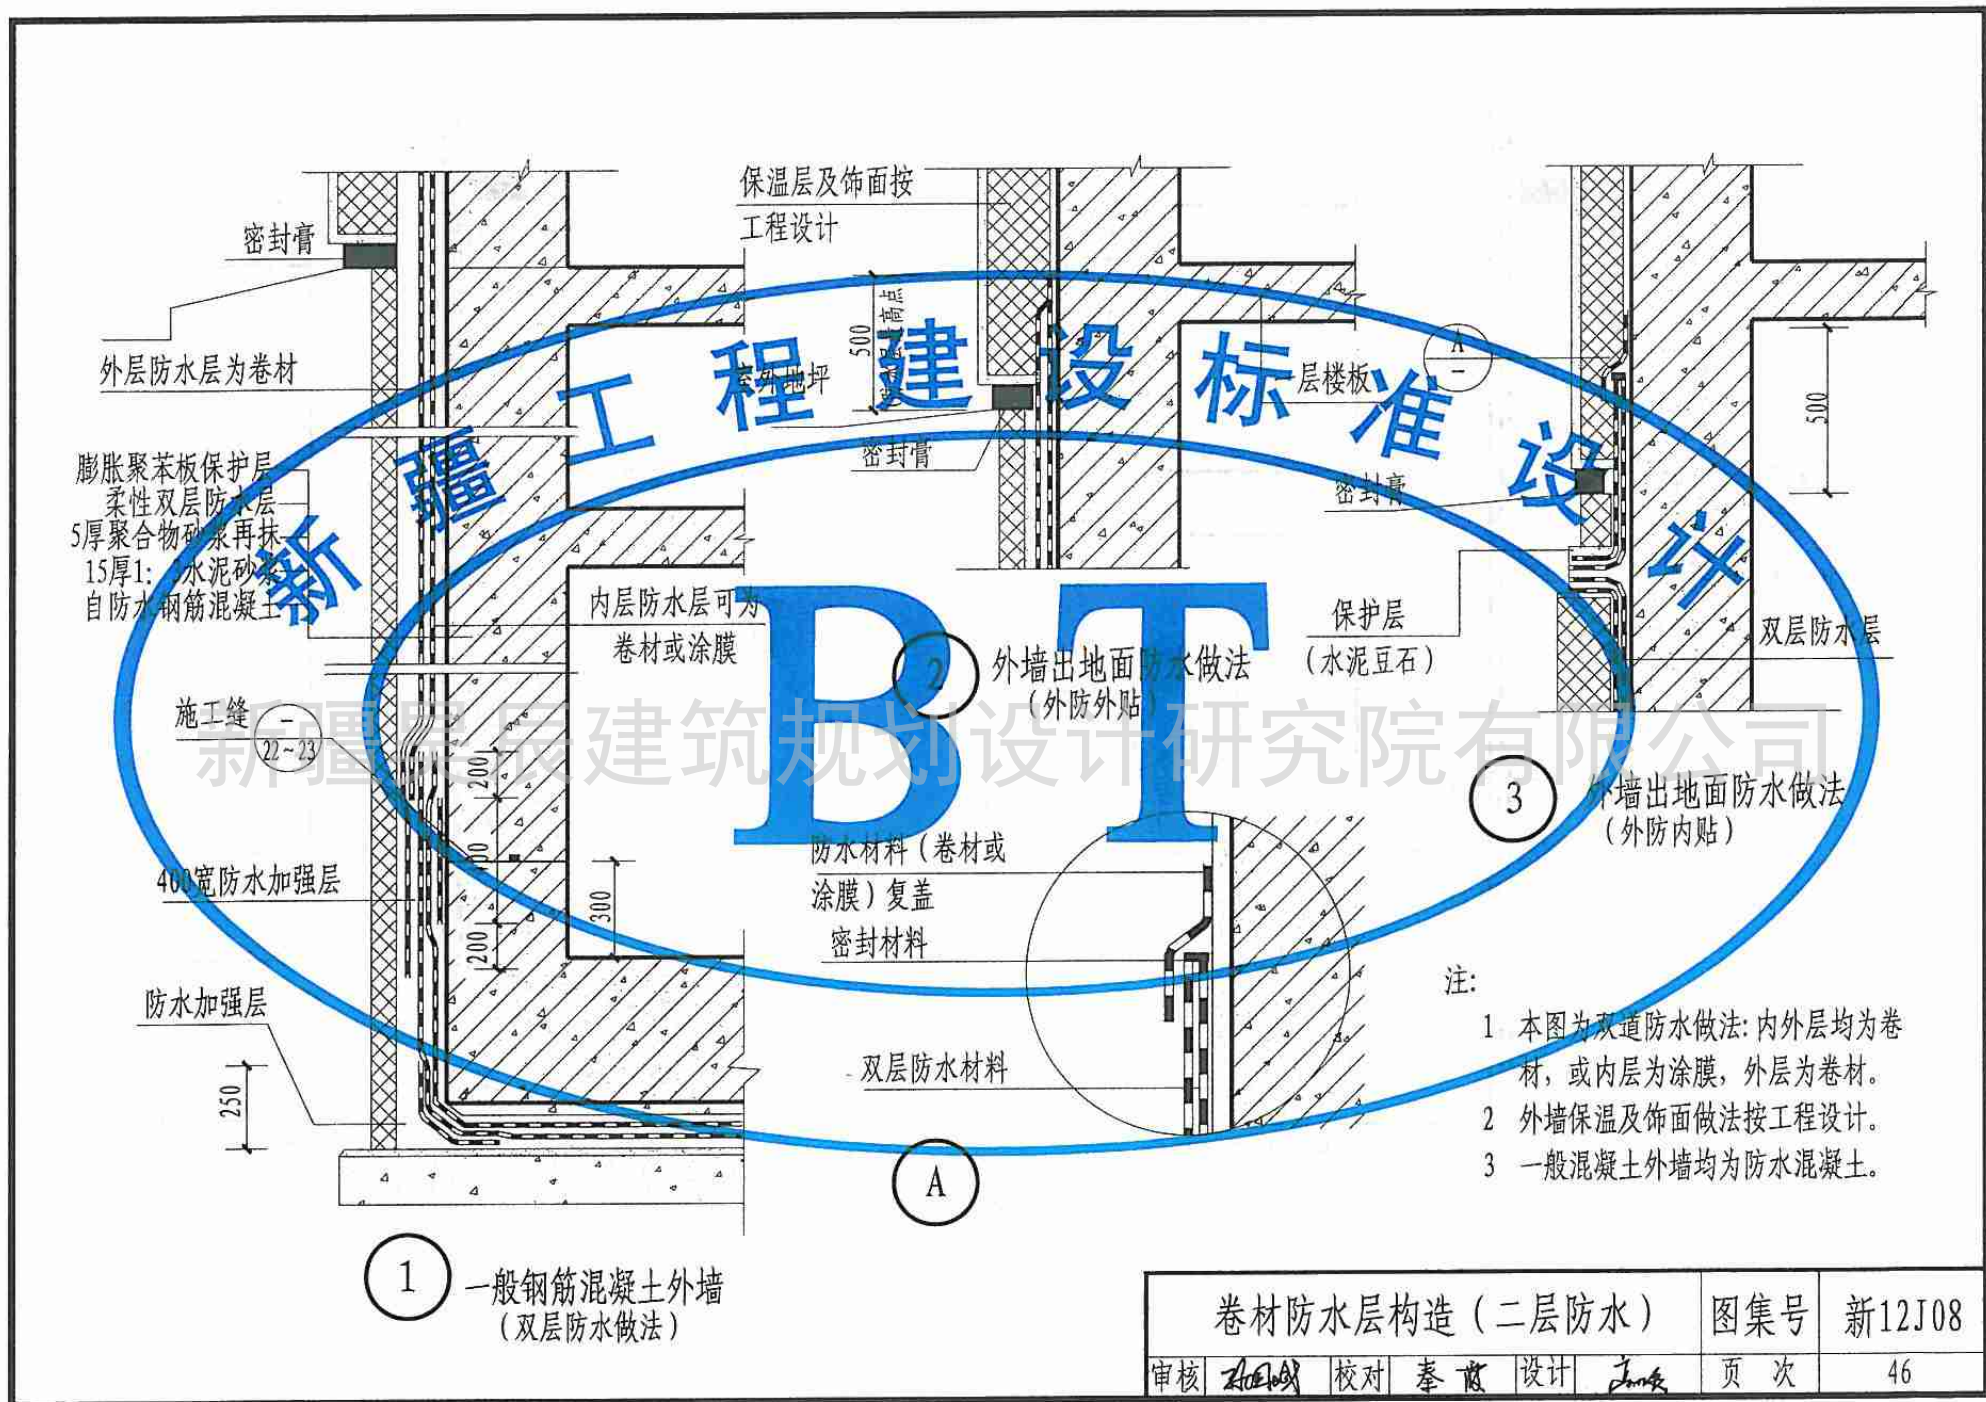 保温层及饰面按
工程设计
密封膏
外层防水层为卷材
500
高点
室外地坪
密封膏
一层楼板
A
500
密封膏
膨胀聚苯板保护层
柔性双层防水层
5厚聚合物砂浆再抹
15厚1：3水泥砂浆
自防水钢筋混凝土
内层防水层可为
卷材或涂膜
保护层
(水泥豆石)
双层防水层
2
外墙出地面防水做法
(外防外贴)
施工缝
22~23
3
外墙出地面防水做法
(外防内贴)
200
400宽防水加强层
300
200
防水材料(卷材或
涂膜)复盖
密封材料
防水加强层
250
双层防水材料
A
注：
1 本图为双道防水做法：内外层均为卷
材，或内层为涂膜，外层为卷材。
2 外墙保温及饰面做法按工程设计。
3 一般混凝土外墙均为防水混凝土。
1
一般钢筋混凝土外墙
(双层防水做法)
卷材防水层构造(二层防水)
图集号
新12J08
审核
校对
秦
设计
页 次
46
新疆工程建设标准设计
BT
新疆昊辰建筑规划设计研究院有限公司